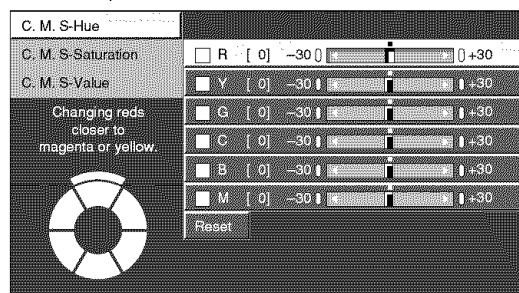 C. M. S-Hue
C. M. S-Saturation
C. M. S-Value
Changing reds
closer to
magenta or yellow.
R [ 0] −30 +30
Y [ 0] −30 +30
G [ 0] −30 +30
C [ 0] −30 +30
B [ 0] −30 +30
M [ 0] −30 +30
Reset